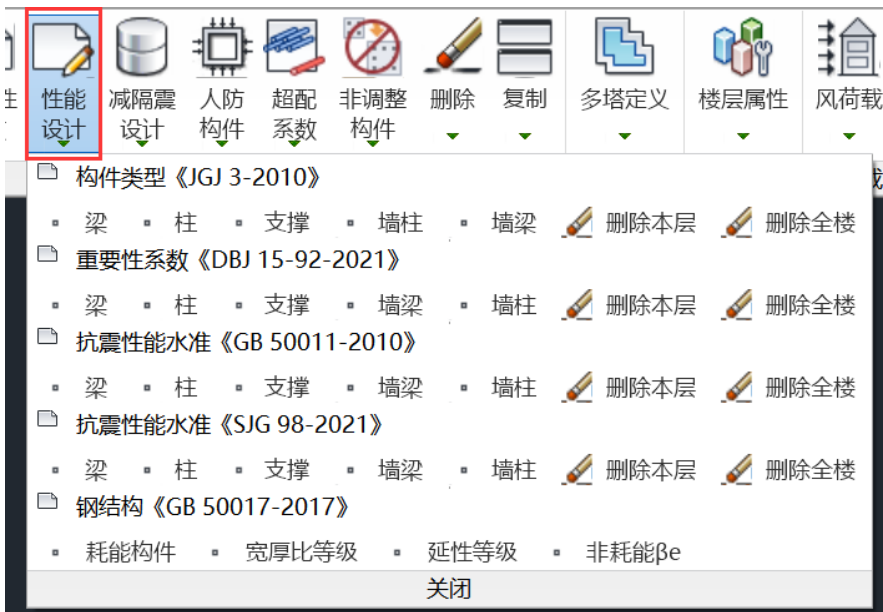 性能 减隔震 人防 超配 非调整 删除 复制 多塔定义 楼层属性 风荷载
设计 设计 构件 系数 构件
构件类型《JGJ 3-2010》
梁 柱 支撑 墙柱 墙梁 删除本层 删除全楼
重要性系数《DBJ 15-92-2021》
梁 柱 支撑 墙梁 墙柱 删除本层 删除全楼
抗震性能水准《GB 50011-2010》
梁 柱 支撑 墙梁 墙柱 删除本层 删除全楼
抗震性能水准《SJG 98-2021》
梁 柱 支撑 墙梁 墙柱 删除本层 删除全楼
钢结构《GB 50017-2017》
耗能构件 宽厚比等级 延性等级 非耗能βe
关闭